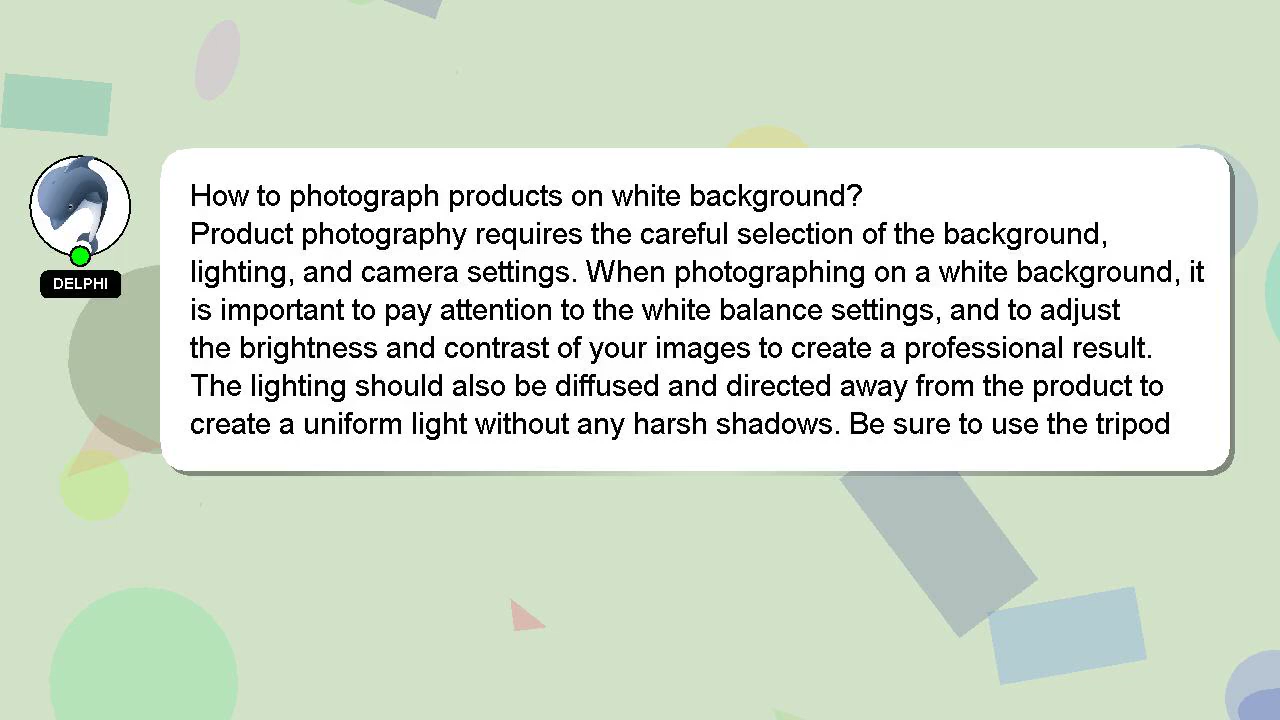 DELPHI
How to photograph products on white background?
Product photography requires the careful selection of the background,
lighting, and camera settings. When photographing on a white background, it
is important to pay attention to the white balance settings, and to adjust
the brightness and contrast of your images to create a professional result.
The lighting should also be diffused and directed away from the product to
create a uniform light without any harsh shadows. Be sure to use the tripod